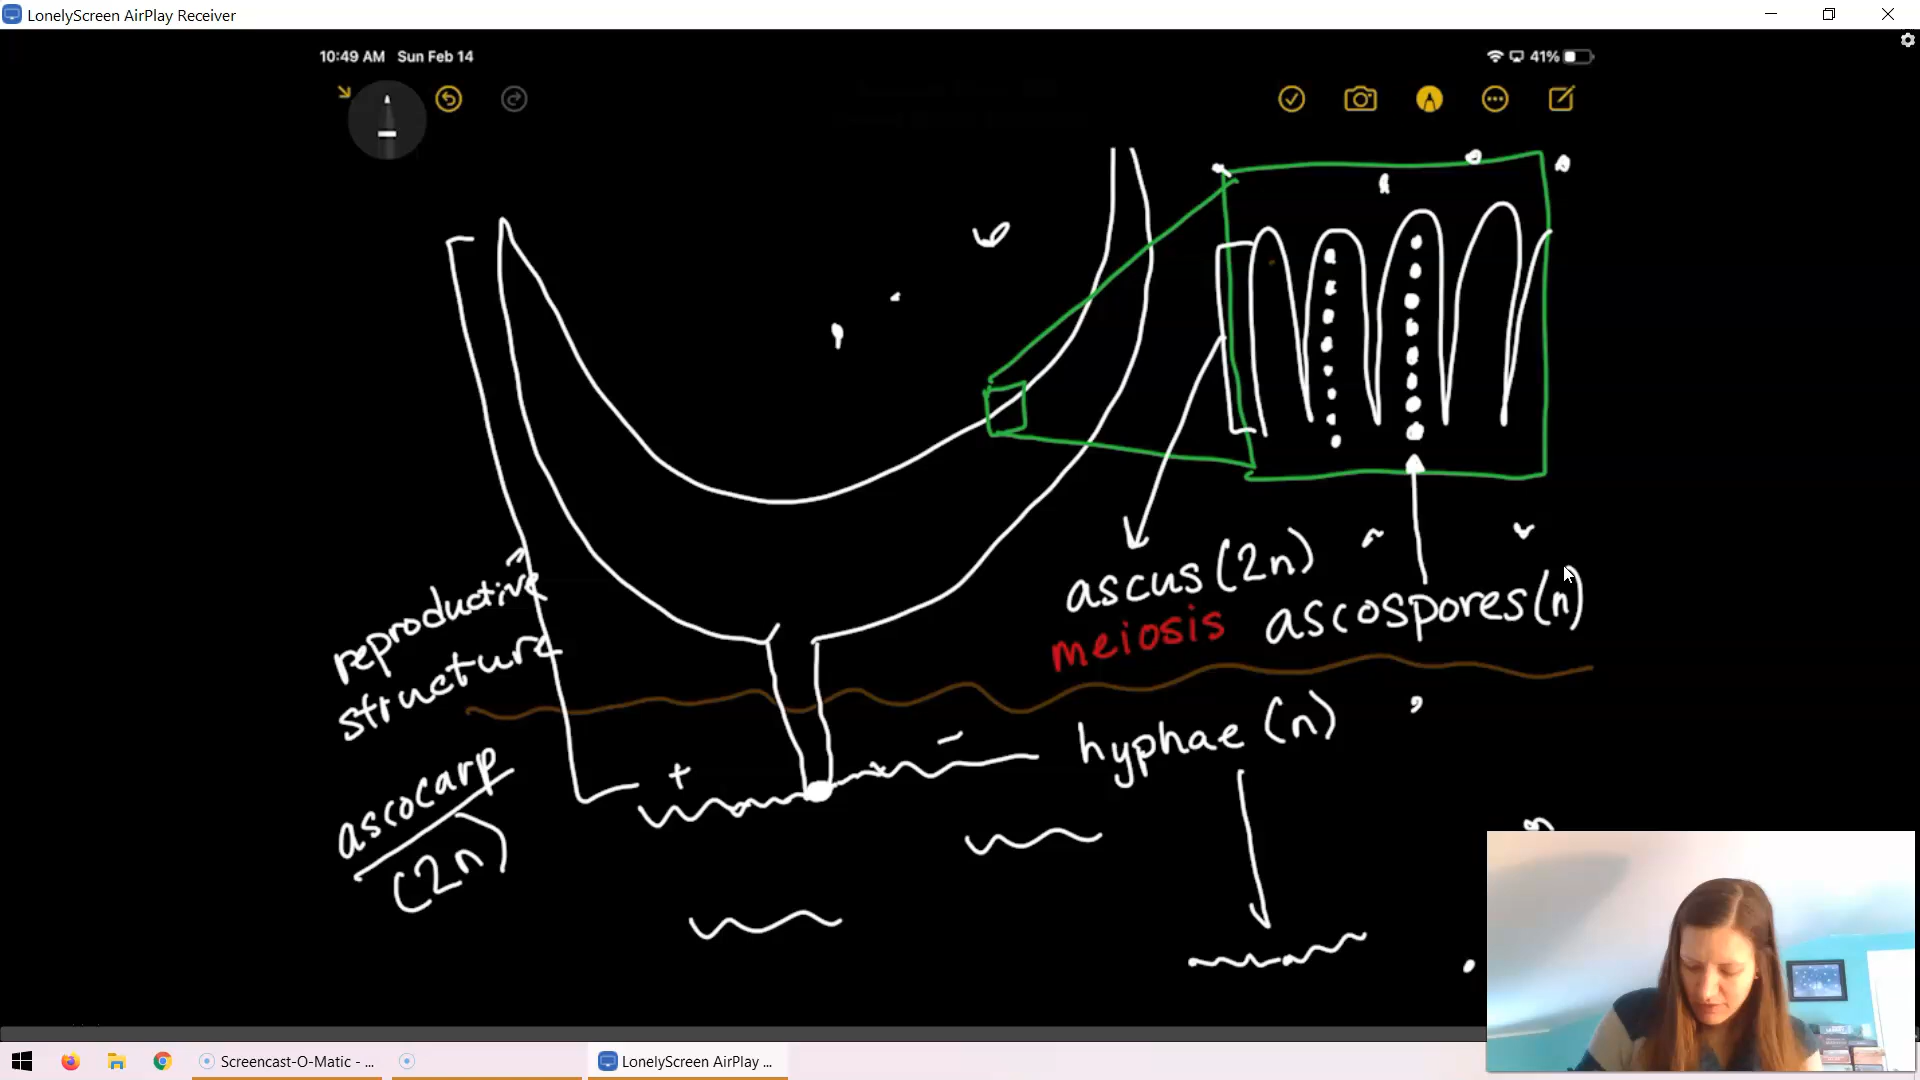 LonelyScreen AirPlay Receiver
10:49 AM Sun Feb 14
41%
ascus (2n)
meiosis
ascospores (n)
reproductive
structure
ascocarp
(2n)
+
-
hyphae (n)
Screencast-O-Matic - ...
LonelyScreen AirPlay ...